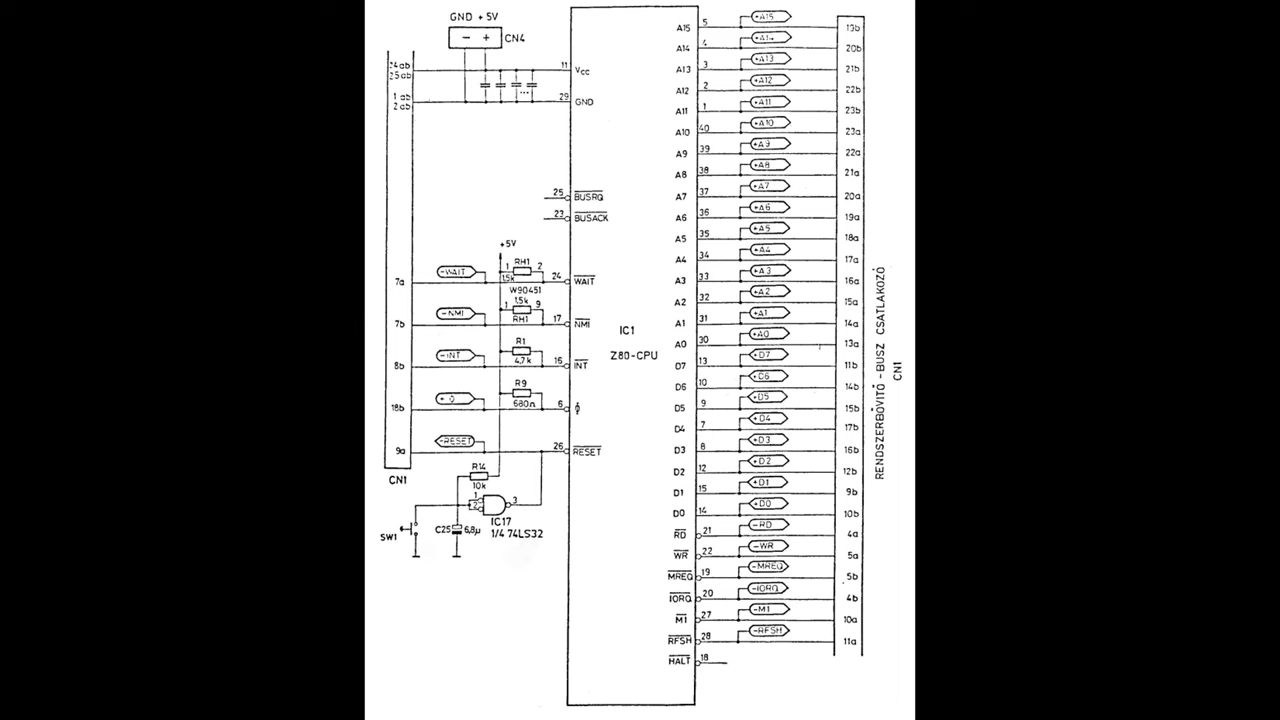 GND +5V
- + CN4
24ab
25ab
11 Vcc
1ab
2ab
29 GND
25 BUSRQ
23 BUSACK
+5V
7a -WAIT 1 RH1 2 1,5k 24 WAIT
W90451
7b -NMI 1 1,5k 9 RH1 17 NMI
8b -INT R1 4,7k 16 INT
18b R9 680Ω 6 ϕ
9a -RESET 26 RESET
CN1
R14
10k
1
2 3
SW1 C25 6,8µ
IC17
1/4 74LS32
IC1
Z80-CPU
A15 5 +A15 13b
A14 4 +A14 20b
A13 3 +A13 21b
A12 2 +A12 22b
A11 1 +A11 23b
A10 40 +A10 23a
A9 39 +A9 22a
A8 38 +A8 21a
A7 37 +A7 20a
A6 36 +A6 19a
A5 35 +A5 18a
A4 34 +A4 17a
A3 33 +A3 16a
A2 32 +A2 15a
A1 31 +A1 14a
A0 30 +A0 13a
D7 13 +D7 11b
D6 10 +D6 14b
D5 9 +D5 15b
D4 7 +D4 17b
D3 8 +D3 16b
D2 12 +D2 12b
D1 15 +D1 9b
D0 14 +D0 10b
RD 21 -RD 4a
WR 22 -WR 5a
MREQ 19 -MREQ 5b
IORQ 20 -IORQ 4b
M1 27 -M1 10a
RFSH 28 -RFSH 11a
HALT 18
RENDSZERBŐVITŐ - BUSZ CSATLAKOZÓ
CN1